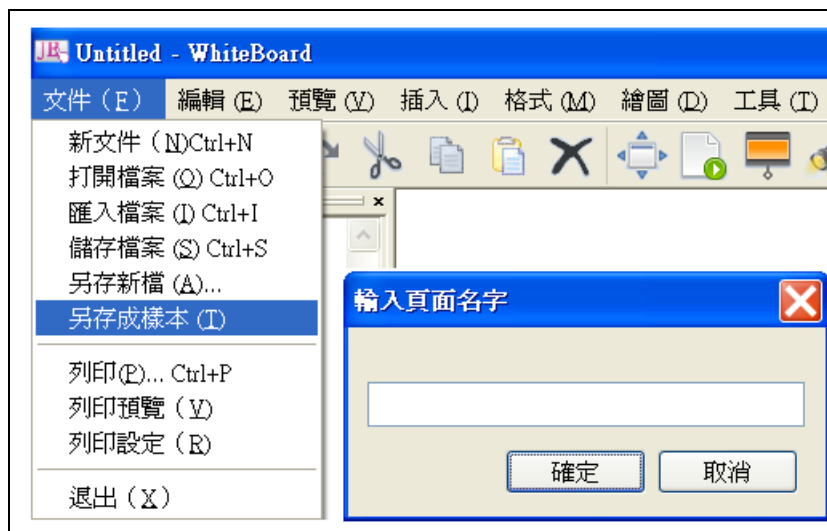 JB Untitled - WhiteBoard
文件（F） 編輯 (E) 預覽 (V) 插入 (I) 格式 (M) 繪圖 (D) 工具 (T)
新文件（N)Ctrl+N
打開檔案 (O) Ctrl+O
匯入檔案 (I) Ctrl+I
儲存檔案 (S) Ctrl+S
另存新檔 (A)...
另存成樣本 (T)
列印(P)... Ctrl+P
列印預覽（V)
列印設定（R)
退出（X）
輸入頁面名字
確定 取消